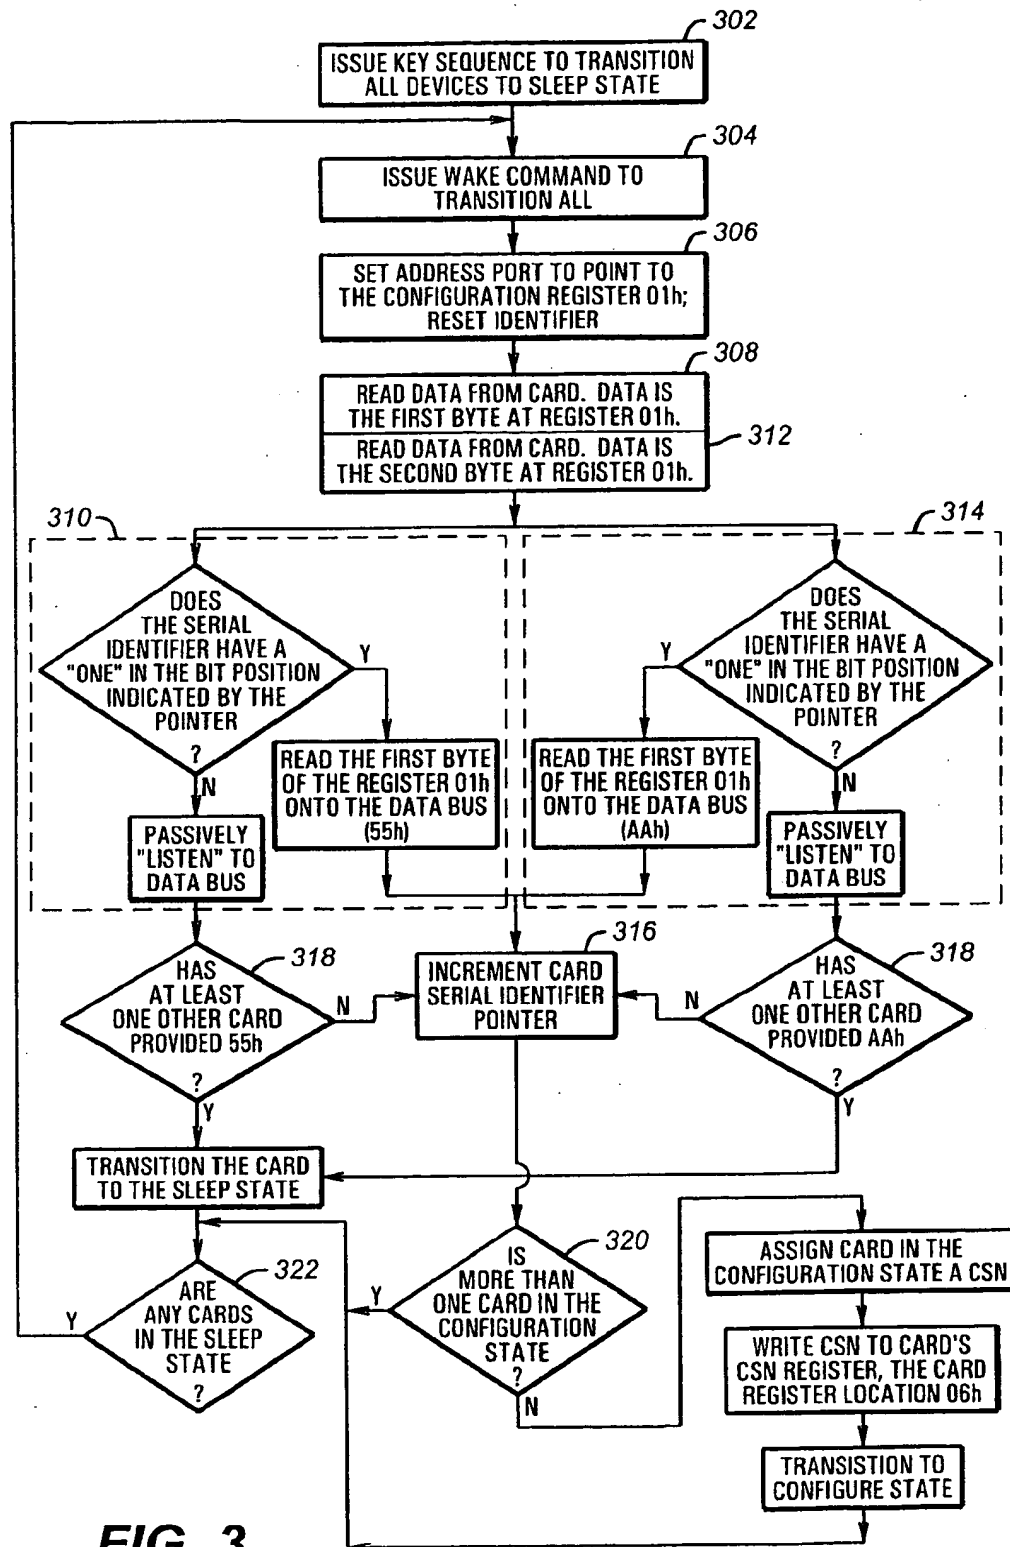 302
ISSUE KEY SEQUENCE TO TRANSITION
ALL DEVICES TO SLEEP STATE
304
ISSUE WAKE COMMAND TO
TRANSITION ALL
306
SET ADDRESS PORT TO POINT TO
THE CONFIGURATION REGISTER 01h;
RESET IDENTIFIER
308
READ DATA FROM CARD. DATA IS
THE FIRST BYTE AT REGISTER 01h.
312
READ DATA FROM CARD. DATA IS
THE SECOND BYTE AT REGISTER 01h.
310
314
DOES
THE SERIAL
IDENTIFIER HAVE A
"ONE" IN THE BIT POSITION
INDICATED BY THE
POINTER
?
Y
N
READ THE FIRST BYTE
OF THE REGISTER 01h
ONTO THE DATA BUS
(55h)
PASSIVELY
"LISTEN" TO
DATA BUS
DOES
THE SERIAL
IDENTIFIER HAVE A
"ONE" IN THE BIT POSITION
INDICATED BY THE
POINTER
?
Y
N
READ THE FIRST BYTE
OF THE REGISTER 01h
ONTO THE DATA BUS
(AAh)
PASSIVELY
"LISTEN" TO
DATA BUS
318
HAS
AT LEAST
ONE OTHER CARD
PROVIDED 55h
?
N
Y
316
INCREMENT CARD
SERIAL IDENTIFIER
POINTER
318
HAS
AT LEAST
ONE OTHER CARD
PROVIDED AAh
?
N
Y
TRANSITION THE CARD
TO THE SLEEP STATE
322
ARE
ANY CARDS
IN THE SLEEP
STATE
?
Y
320
IS
MORE THAN
ONE CARD IN THE
CONFIGURATION
STATE
?
Y
N
ASSIGN CARD IN THE
CONFIGURATION STATE A CSN
WRITE CSN TO CARD'S
CSN REGISTER, THE CARD
REGISTER LOCATION 06h
TRANSISTION TO
CONFIGURE STATE
FIG. 3